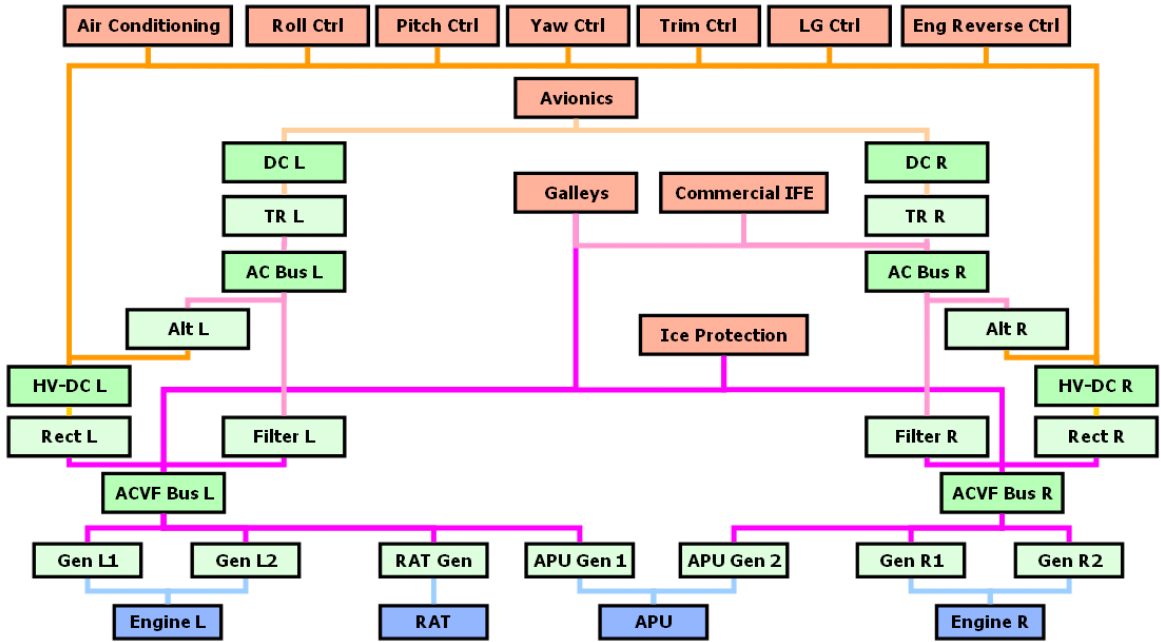 Air Conditioning
Roll Ctrl
Pitch Ctrl
Yaw Ctrl
Trim Ctrl
LG Ctrl
Eng Reverse Ctrl
Avionics
DC L
DC R
Galleys
Commercial IFE
TR L
TR R
AC Bus L
AC Bus R
Alt L
Ice Protection
Alt R
HV-DC L
HV-DC R
Rect L
Filter L
Filter R
Rect R
ACVF Bus L
ACVF Bus R
Gen L1
Gen L2
RAT Gen
APU Gen 1
APU Gen 2
Gen R1
Gen R2
Engine L
RAT
APU
Engine R